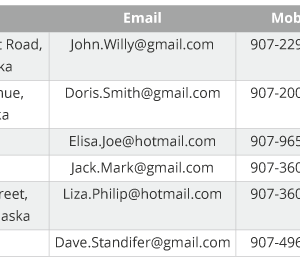 Email Mob
t Road, John.Willy@gmail.com 907-229
ka
nue, Doris.Smith@gmail.com 907-200
ka
Elisa.Joe@hotmail.com 907-965
Jack.Mark@gmail.com 907-360
reet, Liza.Philip@hotmail.com 907-360
laska
Dave.Standifer@gmail.com 907-496